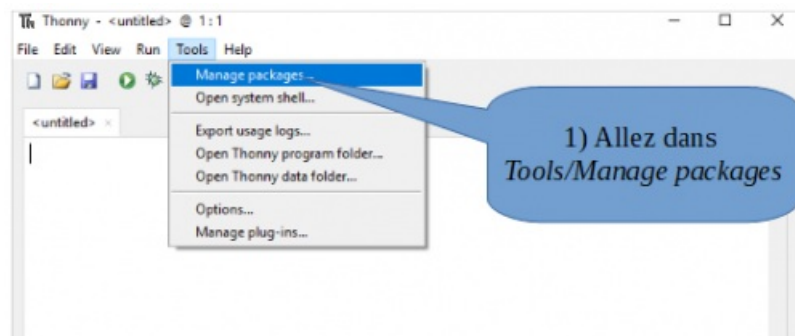 Thonny - <untitled> @ 1:1
File Edit View Run Tools Help
Manage packages...
Open system shell...
<untitled> ×
Export usage logs...
Open Thonny program folder...
Open Thonny data folder...
Options...
Manage plug-ins...
1) Allez dans
Tools/Manage packages